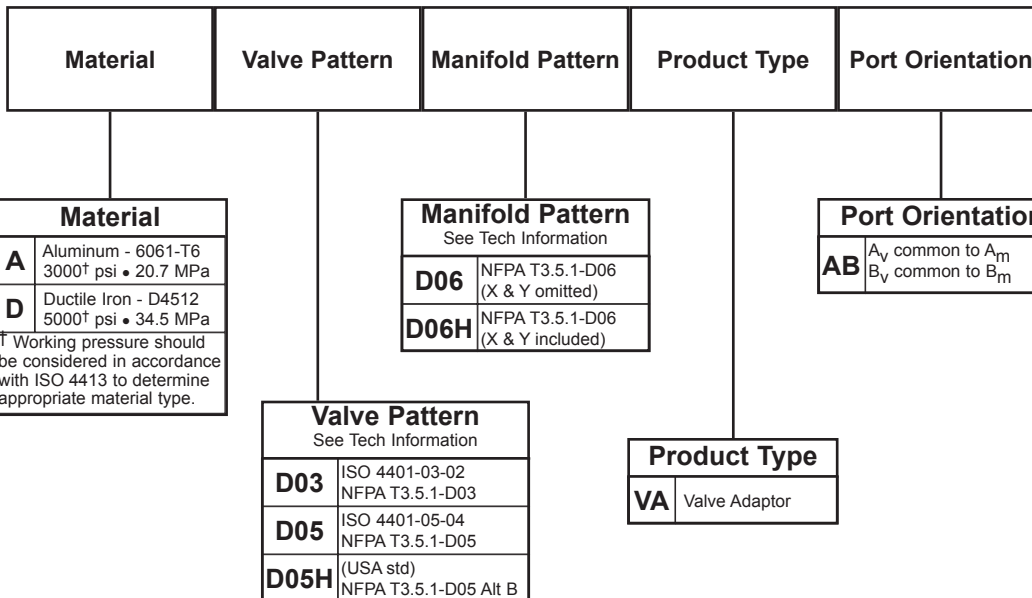 Material
Valve Pattern
Manifold Pattern
Product Type
Port Orientation
Material
A
Aluminum - 6061-T6
3000† psi • 20.7 MPa
D
Ductile Iron - D4512
5000† psi • 34.5 MPa
† Working pressure should
be considered in accordance
with ISO 4413 to determine
appropriate material type.
Valve Pattern
See Tech Information
D03
ISO 4401-03-02
NFPA T3.5.1-D03
D05
ISO 4401-05-04
NFPA T3.5.1-D05
D05H
(USA std)
NFPA T3.5.1-D05 Alt B
Manifold Pattern
See Tech Information
D06
NFPA T3.5.1-D06
(X & Y omitted)
D06H
NFPA T3.5.1-D06
(X & Y included)
Product Type
VA
Valve Adaptor
Port Orientatio
AB
Av common to Am
Bv common to Bm